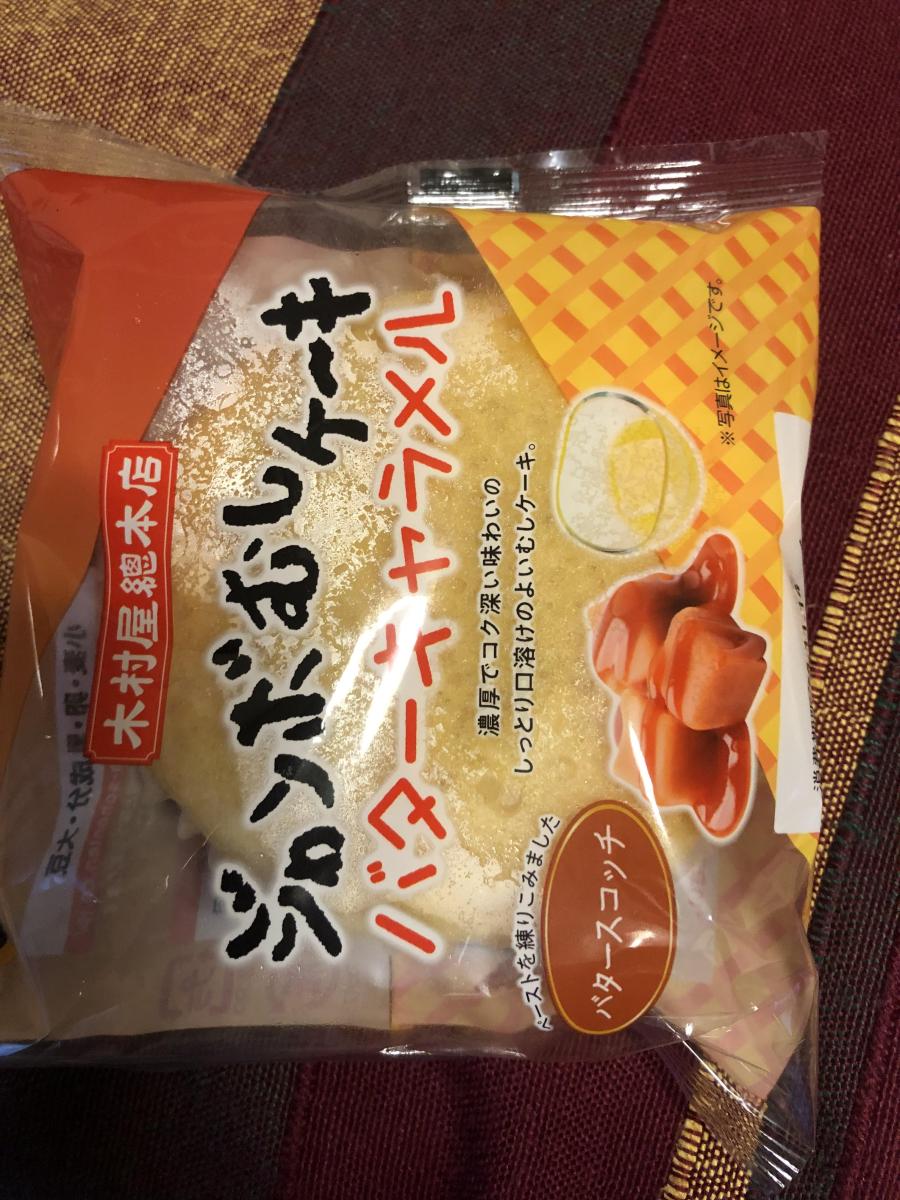 木村屋總本店
ジャンボむしケーキ
バターキャラメル
濃厚でコク深い味わいの
しっとり口溶けのよいむしケーキ。
※写真はイメージです。
バタースコッチ
ペーストを練りこみました